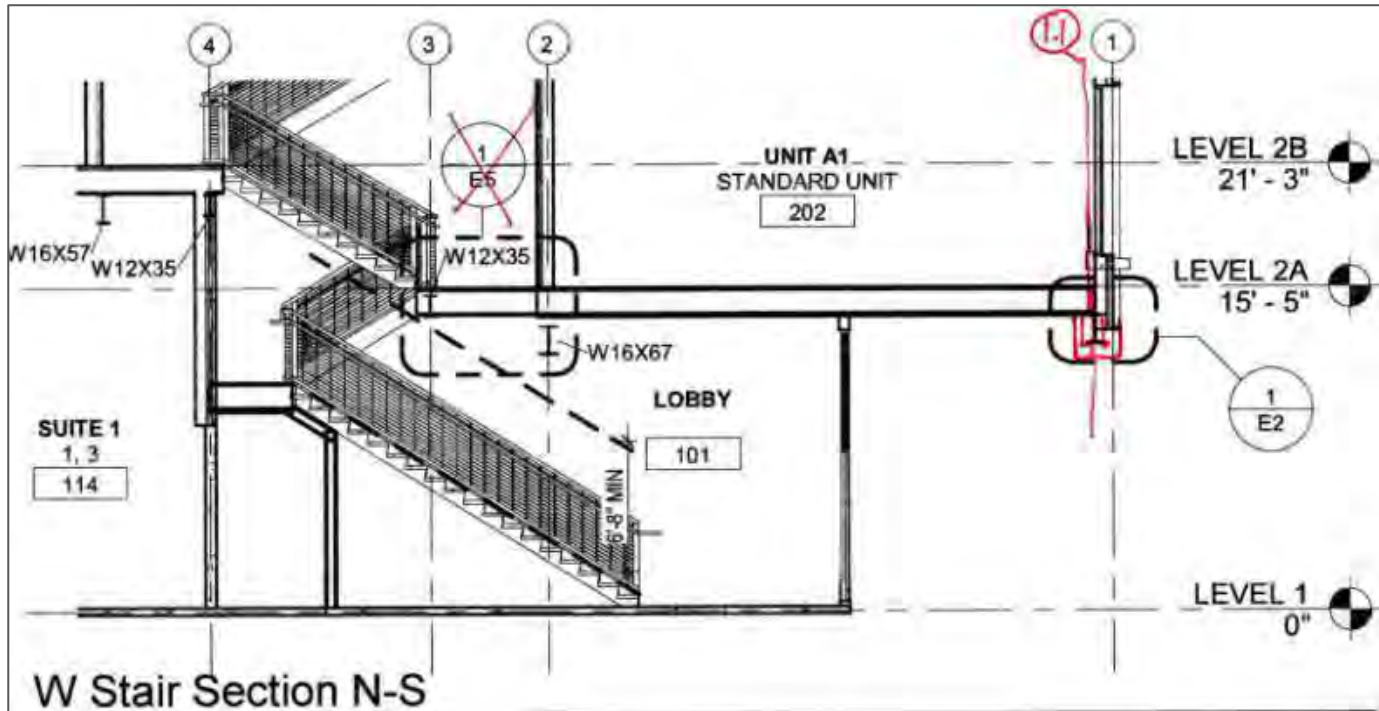 4
3
2
1.1
1
1
E5
UNIT A1
STANDARD UNIT
202
LEVEL 2B
21' - 3"
W16X57
W12X35
W12X35
LEVEL 2A
15' - 5"
W16X67
LOBBY
101
1
E2
SUITE 1
1, 3
114
6'-8" MIN
LEVEL 1
0"
W Stair Section N-S